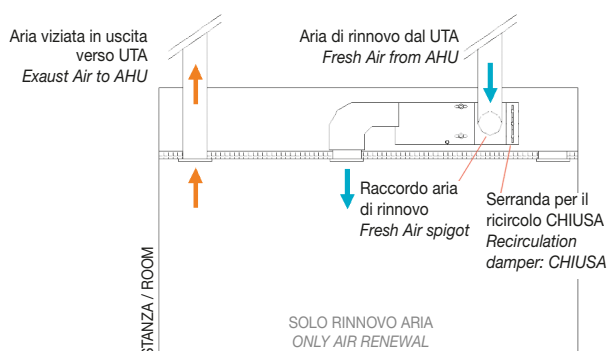 Aria viziata in uscita
verso UTA
Exaust Air to AHU
Aria di rinnovo dal UTA
Fresh Air from AHU
Raccordo aria
di rinnovo
Fresh Air spigot
Serranda per il
ricircolo CHIUSA
Recirculation
damper: CHIUSA
STANZA / ROOM
SOLO RINNOVO ARIA
ONLY AIR RENEWAL